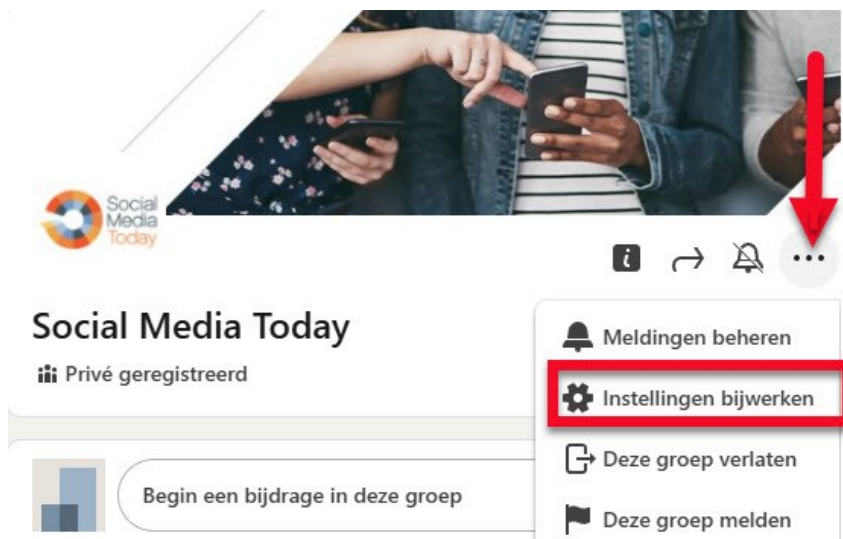 Social
Media
Today
Social Media Today
Privé geregistreerd
Begin een bijdrage in deze groep
Meldingen beheren
Instellingen bijwerken
Deze groep verlaten
Deze groep melden